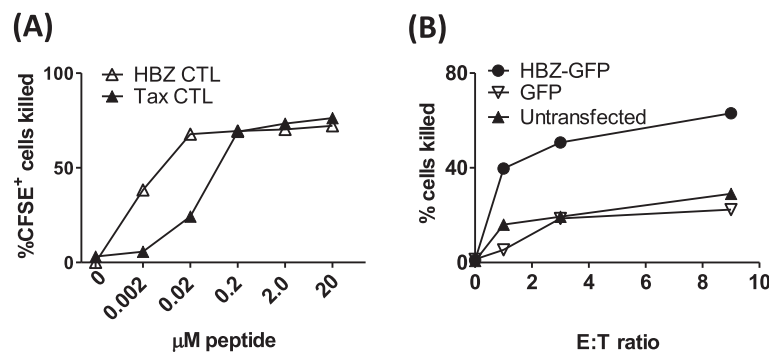 (A)
%CFSE+ cells killed
100
50
0
HBZ CTL
Tax CTL
0
0.002
0.02
0.2
2.0
20
μM peptide
(B)
% cells killed
80
40
0
HBZ-GFP
GFP
Untransfected
0
2
4
6
8
10
E:T ratio